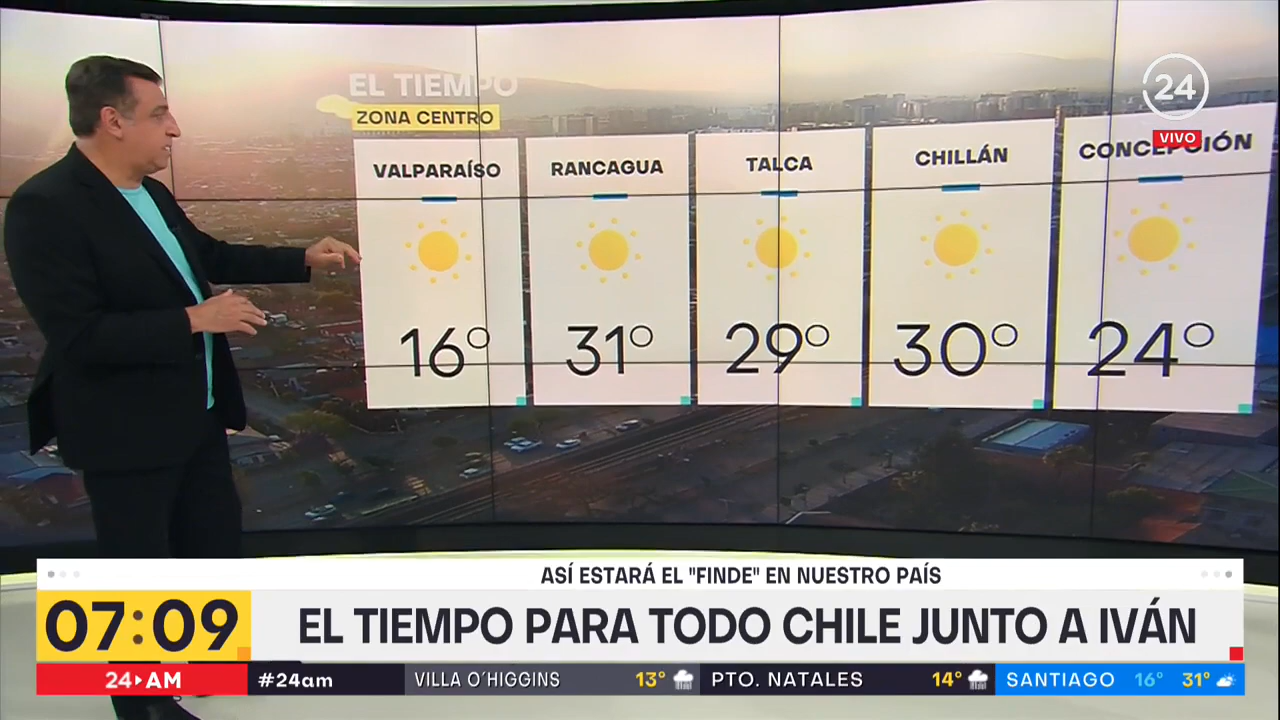 24
VIVO
EL TIEMPO
ZONA CENTRO
VALPARAÍSO
RANCAGUA
TALCA
CHILLÁN
CONCEPCIÓN
16°
31°
29°
30°
24°
ASÍ ESTARÁ EL "FINDE" EN NUESTRO PAÍS
07:09
EL TIEMPO PARA TODO CHILE JUNTO A IVÁN
24 AM
#24am
VILLA O´HIGGINS 13°
PTO. NATALES 14°
SANTIAGO 16° 31°